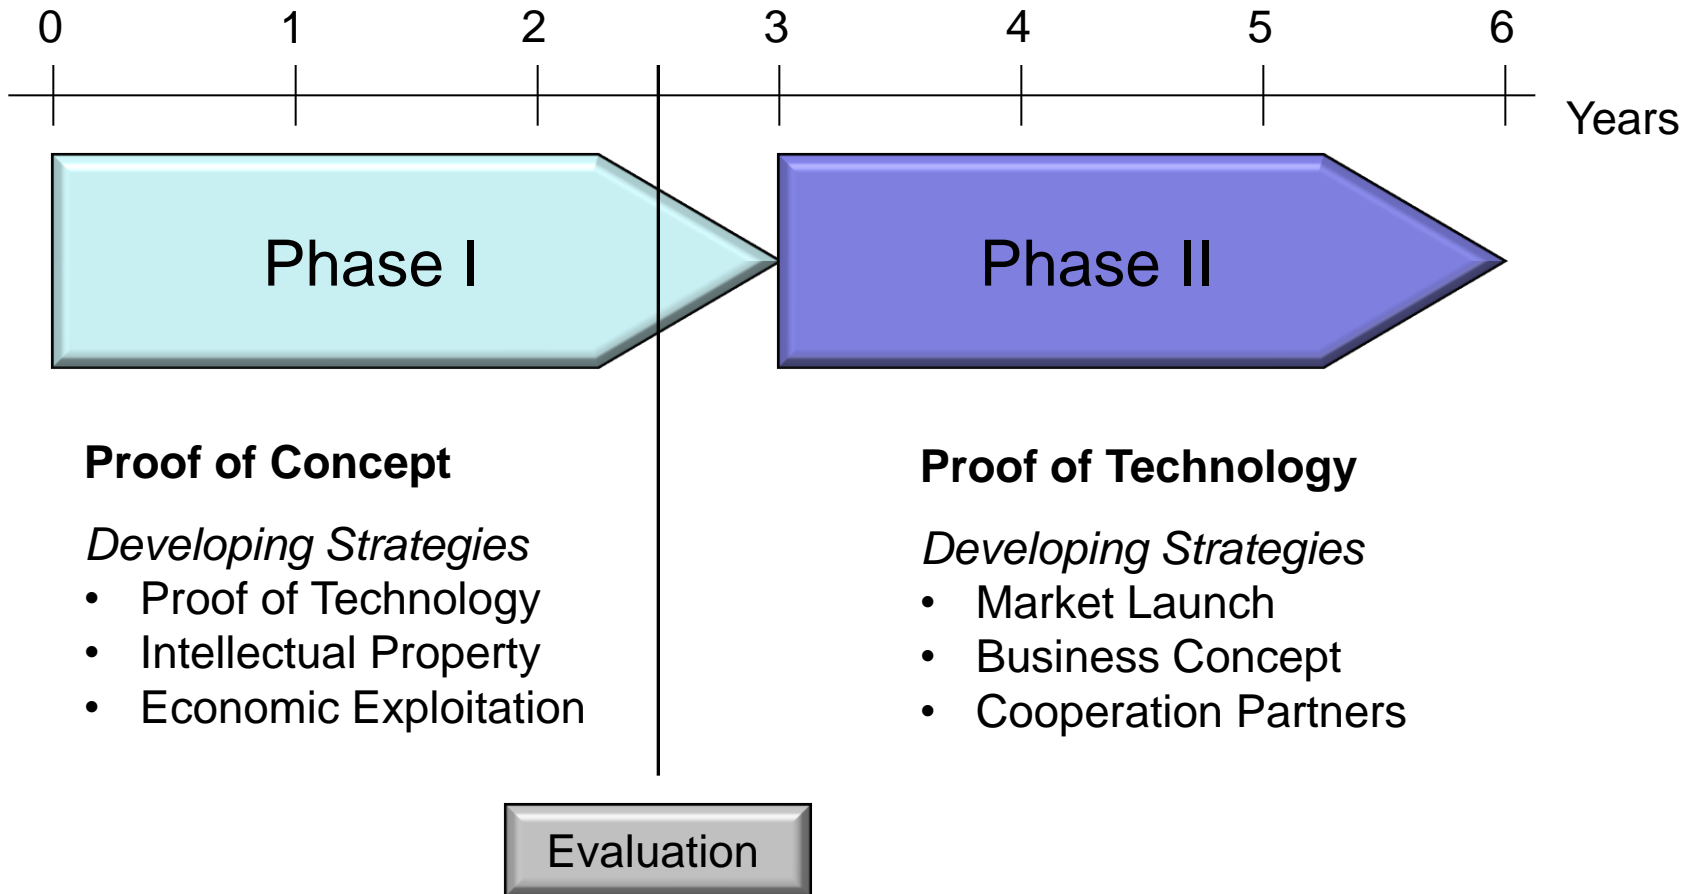 0 1 2 3 4 5 6
Years
Phase I
Phase II
Proof of Concept
Developing Strategies
• Proof of Technology
• Intellectual Property
• Economic Exploitation
Proof of Technology
Developing Strategies
• Market Launch
• Business Concept
• Cooperation Partners
Evaluation